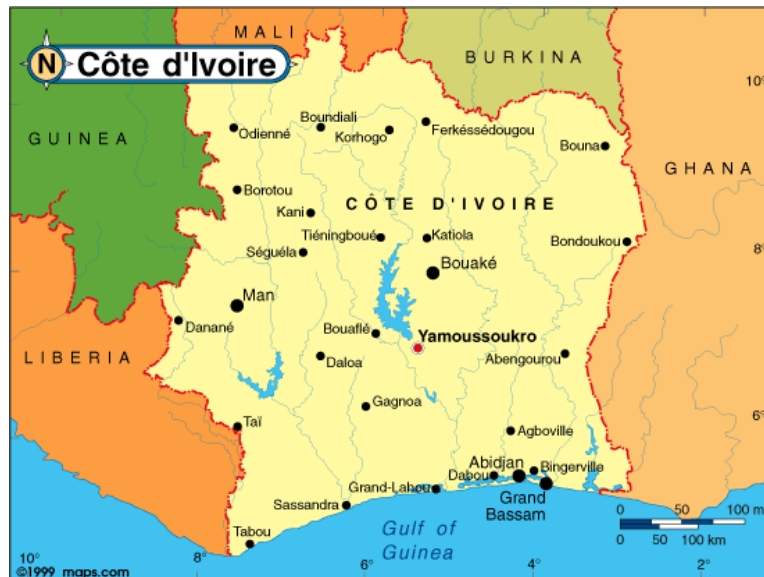 MALI
BURKINA
N Côte d'Ivoire
10°
GUINEA
GHANA
Odienné
Boundiali
Korhogo
Ferkéssédougou
Bouna
Borotou
Kani
CÔTE D'IVOIRE
Tiéningboué
Katiola
Bondoukou
8°
Séguéla
Bouaké
Man
Danané
Bouaflé
Yamoussoukro
LIBERIA
Daloa
Abengourou
Gagnoa
6°
Taï
Agboville
Abidjan
Bingerville
Dabou
Grand-Lahou
Grand
Bassam
Sassandra
0 50 100 m
0 50 100 km
Tabou
Gulf of
Guinea
10°
8°
6°
4°
2°
©1999 maps.com